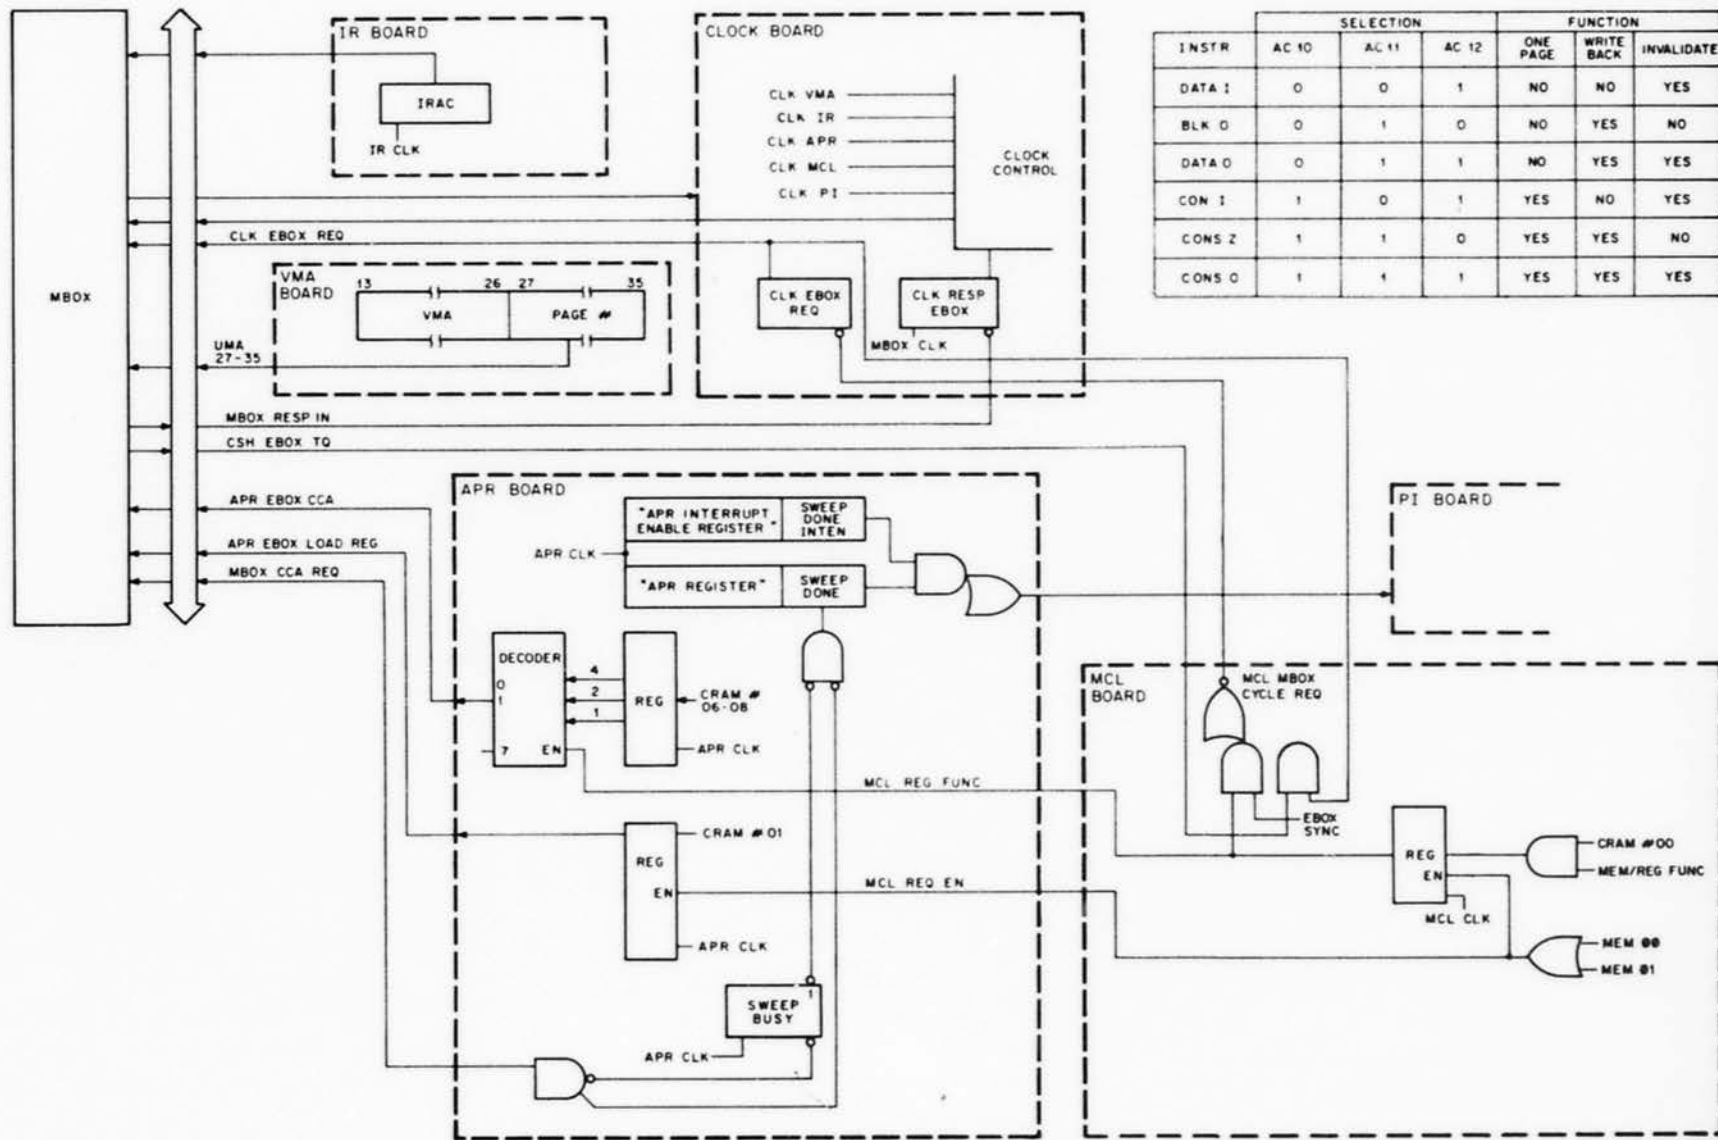 IR BOARD
IRAC
IR CLK
CLOCK BOARD
CLK VMA
CLK IR
CLK APR
CLK MCL
CLK PI
CLOCK
CONTROL
CLK EBOX
REQ
CLK RESP
EBOX
MBOX CLK
SELECTION FUNCTION
INSTR AC 10 AC 11 AC 12 ONE PAGE WRITE BACK INVALIDATE
DATA I 0 0 1 NO NO YES
BLK O 0 1 0 NO YES NO
DATA O 0 1 1 NO YES YES
CON I 1 0 1 YES NO YES
CONS Z 1 1 0 YES YES NO
CONS O 1 1 1 YES YES YES
MBOX
CLK EBOX REQ
VMA
BOARD
13 26 27 35
VMA PAGE #
UMA
27-35
MBOX RESP IN
CSH EBOX TQ
APR EBOX CCA
APR EBOX LOAD REG
MBOX CCA REQ
APR BOARD
"APR INTERRUPT
ENABLE REGISTER"
SWEEP
DONE
INTEN
APR CLK
"APR REGISTER"
SWEEP
DONE
DECODER
0
1
7 EN
4
2
1
REG
CRAM #
06-08
APR CLK
MCL REG FUNC
CRAM #01
REG
EN
MCL REQ EN
APR CLK
1
SWEEP
BUSY
APR CLK
PI BOARD
MCL
BOARD
MCL MBOX
CYCLE REQ
EBOX
SYNC
REG
EN
MCL CLK
CRAM #00
MEM/REG FUNC
MEM 00
MEM 01